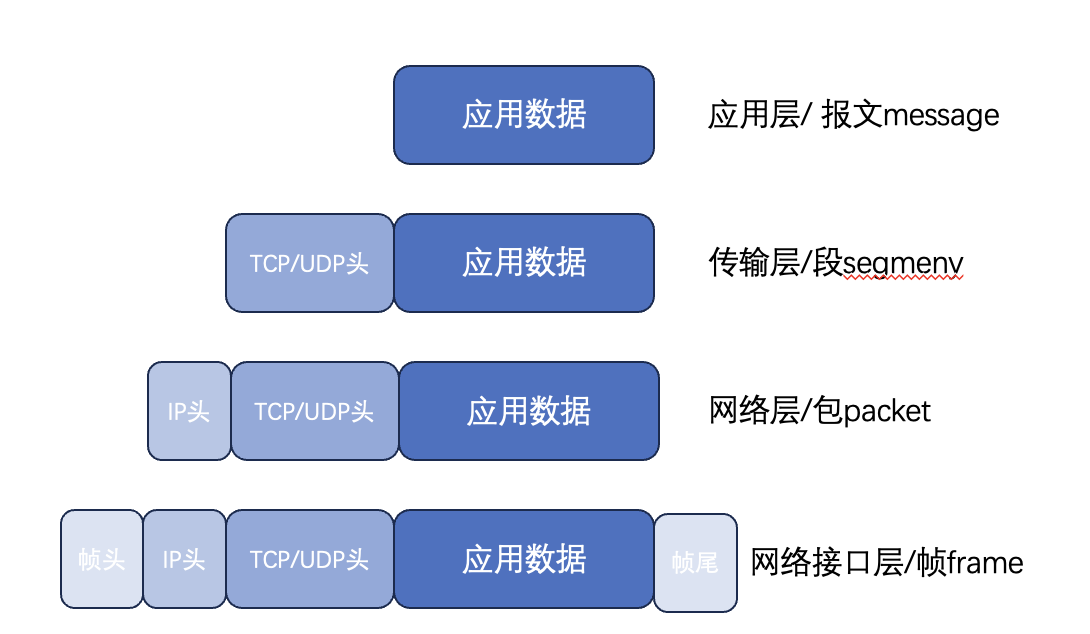 应用数据 应用层/ 报文message
TCP/UDP头 应用数据 传输层/段seqmenv
IP头 TCP/UDP头 应用数据 网络层/包packet
帧头 IP头 TCP/UDP头 应用数据 帧尾 网络接口层/帧frame